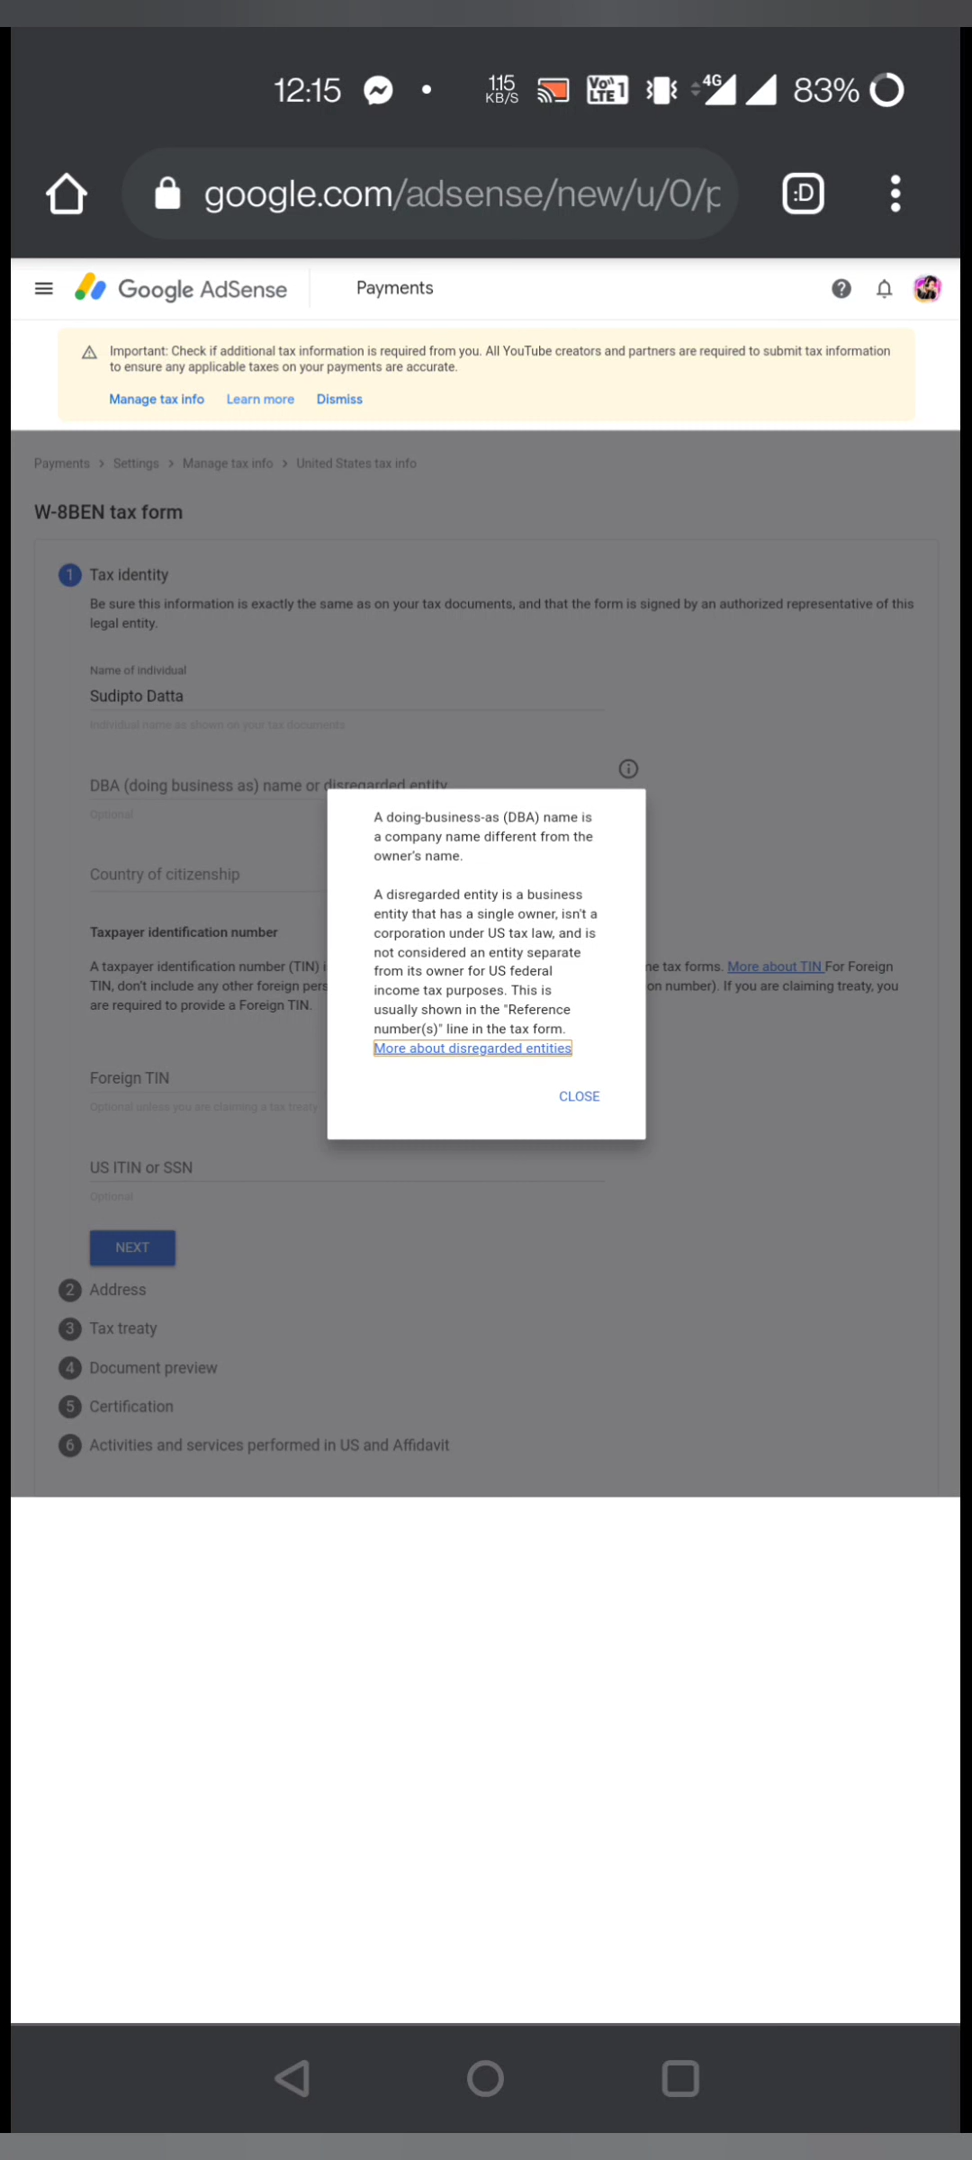 12:15
1.15
KB/S
Vo))
LTE 1
4G
83%
google.com/adsense/new/u/0/p
:D
Google AdSense
Payments
Important: Check if additional tax information is required from you. All YouTube creators and partners are required to submit tax information
to ensure any applicable taxes on your payments are accurate.
Manage tax info Learn more Dismiss
Payments > Settings > Manage tax info > United States tax info
W-8BEN tax form
1 Tax identity
Be sure this information is exactly the same as on your tax documents, and that the form is signed by an authorized representative of this
legal entity.
Name of individual
Sudipto Datta
Individual name as shown on your tax documents
DBA (doing business as) name or disregarded entity
Optional
Country of citizenship
A doing-business-as (DBA) name is
a company name different from the
owner's name.
A disregarded entity is a business
entity that has a single owner, isn't a
corporation under US tax law, and is
not considered an entity separate
from its owner for US federal
income tax purposes. This is
usually shown in the "Reference
number(s)" line in the tax form.
More about disregarded entities
CLOSE
Taxpayer identification number
A taxpayer identification number (TIN) tax forms. More about TIN For Foreign
TIN, don't include any other foreign on number). If you are claiming treaty, you
are required to provide a Foreign TIN.
Foreign TIN
Optional unless you are claiming a tax treaty
US ITIN or SSN
Optional
NEXT
2 Address
3 Tax treaty
4 Document preview
5 Certification
6 Activities and services performed in US and Affidavit